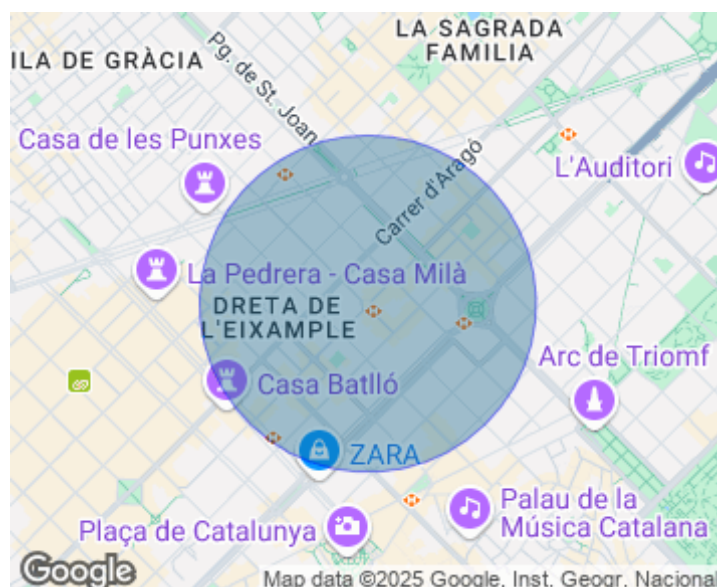 LA SAGRADA
FAMILIA
ILA DE GRÀCIA
Pg. de St. Joan
Casa de les Punxes
L'Auditori
Carrer d'Aragó
La Pedrera - Casa Milà
DRETA DE
L'EIXAMPLE
Arc de Triomf
Casa Batlló
ZARA
Palau de la
Música Catalana
Plaça de Catalunya
Google
Map data ©2025 Google, Inst. Geogr. Nacional